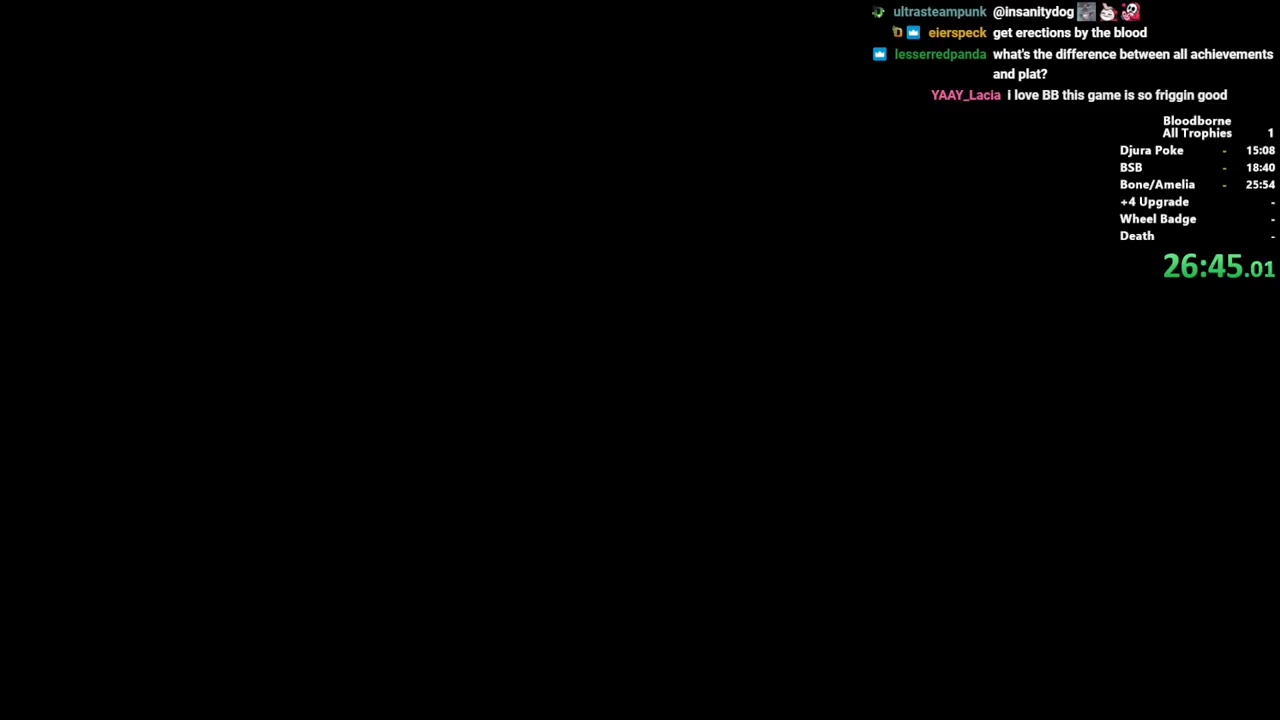 ultrasteampunk @insanitydog
eierspeck get erections by the blood
lesserredpanda what's the difference between all achievements
and plat?
YAAY_Lacia i love BB this game is so friggin good
Bloodborne
All Trophies 1
Djura Poke - 15:08
BSB - 18:40
Bone/Amelia - 25:54
+4 Upgrade -
Wheel Badge -
Death -
26:45.01